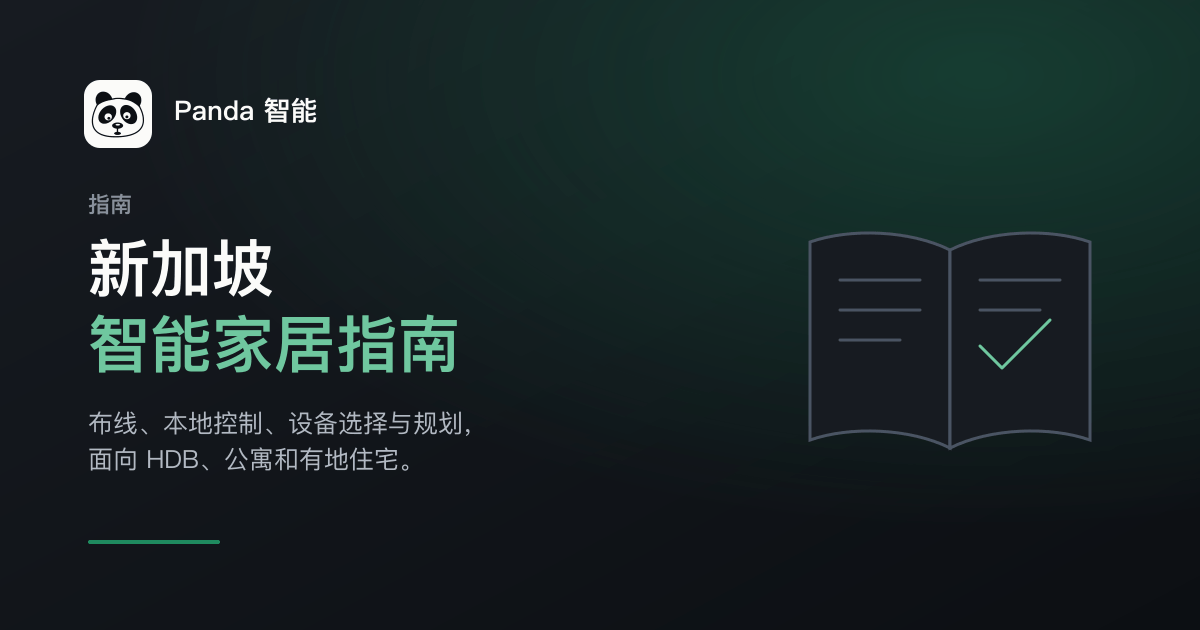 Panda 智能
指南
新加坡
智能家居指南
布线、本地控制、设备选择与规划，
面向 HDB、公寓和有地住宅。